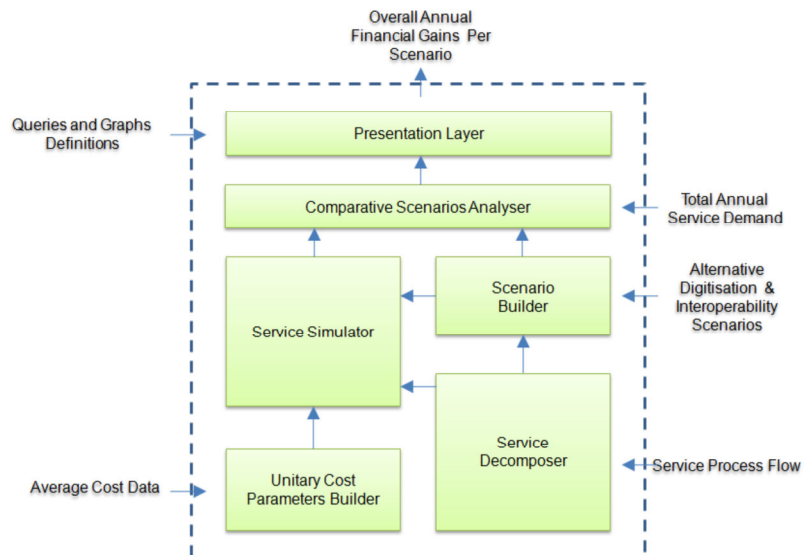 Overall Annual
Financial Gains Per
Scenario
Queries and Graphs
Definitions
Presentation Layer
Comparative Scenarios Analyser
Total Annual
Service Demand
Service Simulator
Scenario
Builder
Alternative
Digitisation &
Interoperability
Scenarios
Service
Decomposer
Service Process Flow
Average Cost Data
Unitary Cost
Parameters Builder